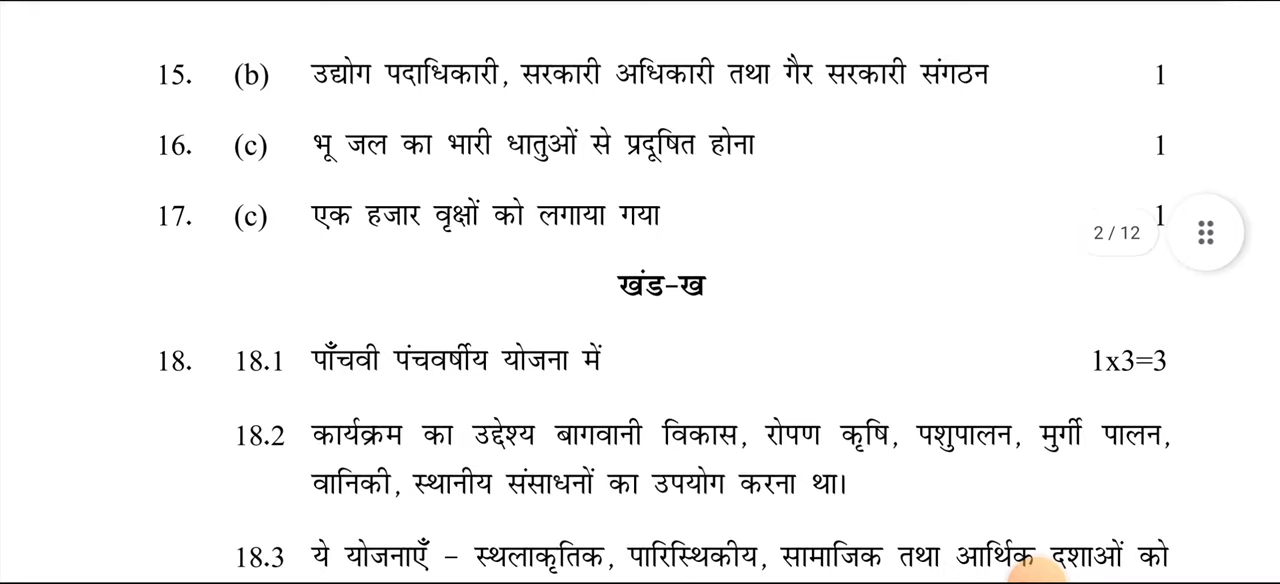 15. (b) उद्योग पदाधिकारी, सरकारी अधिकारी तथा गैर सरकारी संगठन 1
16. (c) भू जल का भारी धातुओं से प्रदूषित होना 1
17. (c) एक हजार वृक्षों को लगाया गया 1
2 / 12
खंड-ख
18. 18.1 पाँचवी पंचवर्षीय योजना में 1x3=3
18.2 कार्यक्रम का उद्देश्य बागवानी विकास, रोपण कृषि, पशुपालन, मुर्गी पालन,
वानिकी, स्थानीय संसाधनों का उपयोग करना था।
18.3 ये योजनाएँ – स्थलाकृतिक, पारिस्थिकीय, सामाजिक तथा आर्थिक दशाओं को